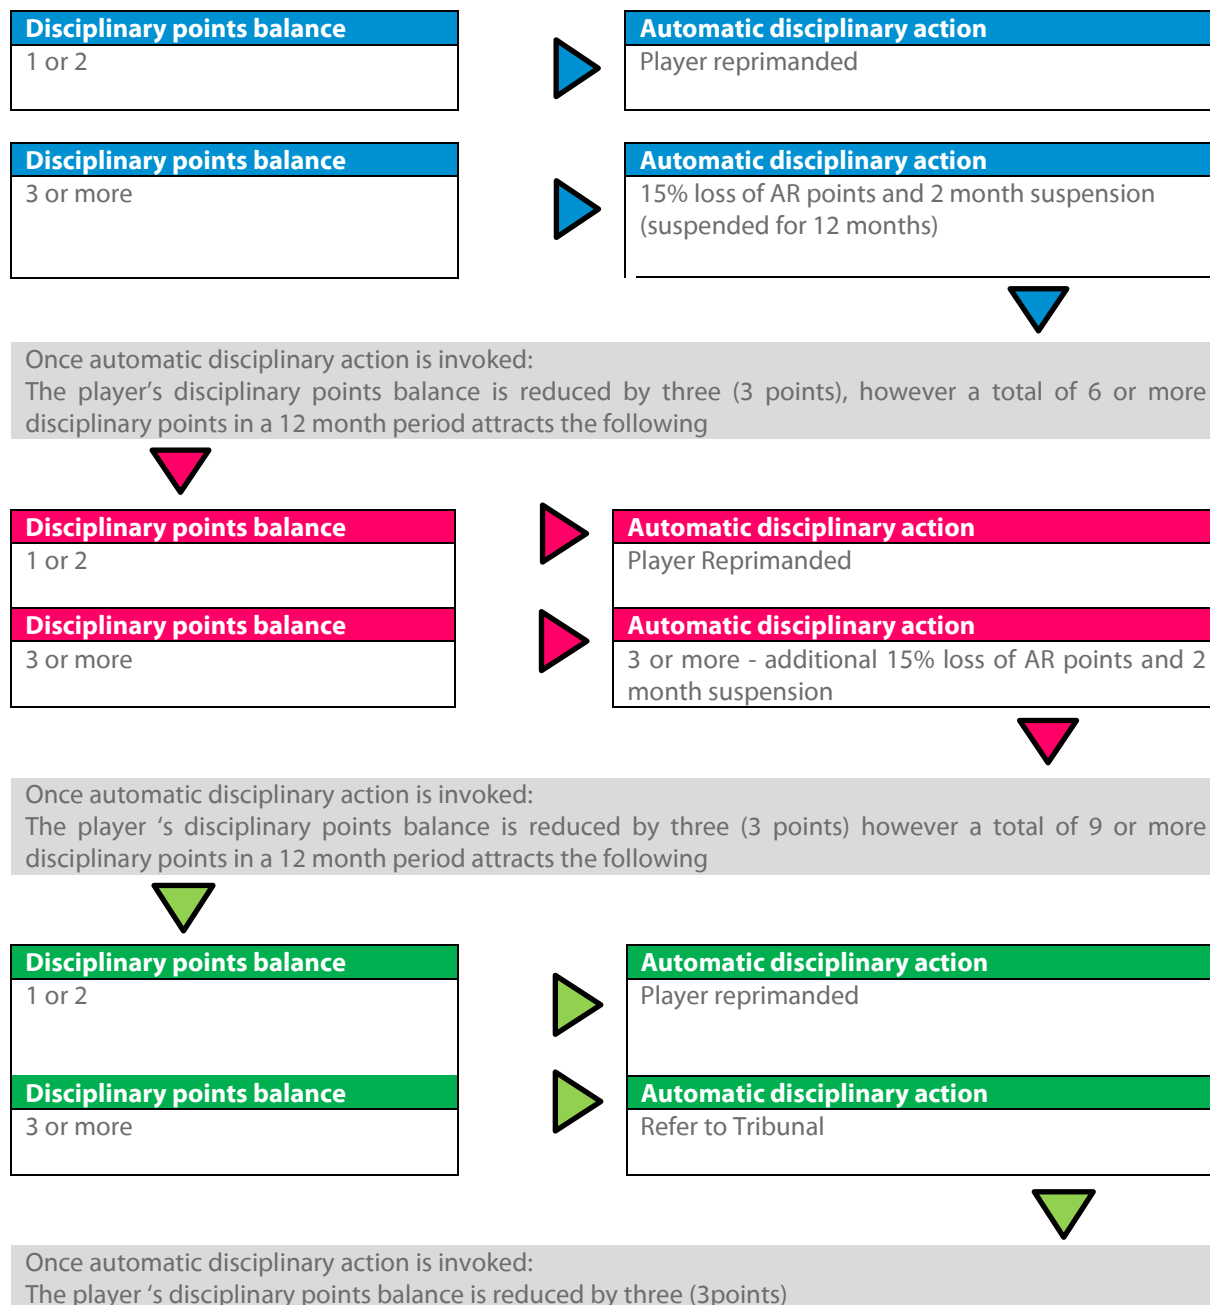 Disciplinary points balance
Automatic disciplinary action
1 or 2
Player reprimanded
Disciplinary points balance
Automatic disciplinary action
3 or more
15% loss of AR points and 2 month suspension
(suspended for 12 months)
Once automatic disciplinary action is invoked:
The player’s disciplinary points balance is reduced by three (3 points), however a total of 6 or more
disciplinary points in a 12 month period attracts the following
Disciplinary points balance
Automatic disciplinary action
1 or 2
Player Reprimanded
Disciplinary points balance
Automatic disciplinary action
3 or more
3 or more - additional 15% loss of AR points and 2
month suspension
Once automatic disciplinary action is invoked:
The player ‘s disciplinary points balance is reduced by three (3 points) however a total of 9 or more
disciplinary points in a 12 month period attracts the following
Disciplinary points balance
Automatic disciplinary action
1 or 2
Player reprimanded
Disciplinary points balance
Automatic disciplinary action
3 or more
Refer to Tribunal
Once automatic disciplinary action is invoked:
The player ‘s disciplinary points balance is reduced by three (3points)